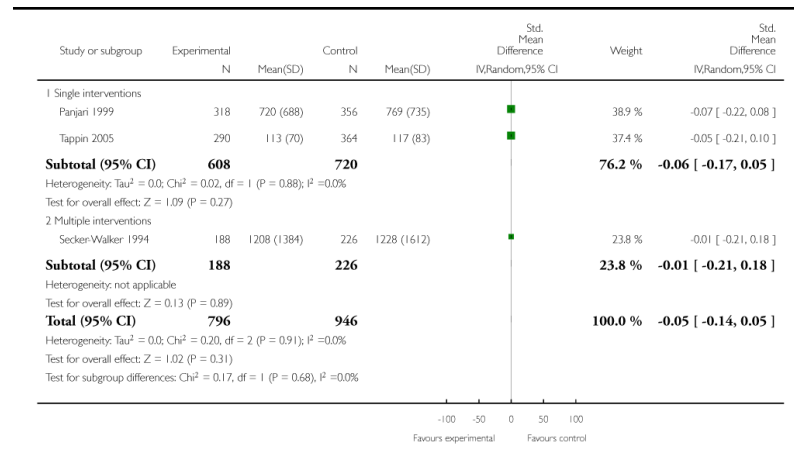 Study or subgroup Experimental Control Std. Mean Difference Weight Std. Mean Difference
N Mean(SD) N Mean(SD) IV,Random,95% CI IV,Random,95% CI
1 Single interventions
Panjari 1999 318 720 (688) 356 769 (735) 38.9 % -0.07 [ -0.22, 0.08 ]
Tappin 2005 290 113 (70) 364 117 (83) 37.4 % -0.05 [ -0.21, 0.10 ]
Subtotal (95% CI) 608 720 76.2 % -0.06 [ -0.17, 0.05 ]
Heterogeneity: Tau² = 0.0; Chi² = 0.02, df = 1 (P = 0.88); I² =0.0%
Test for overall effect: Z = 1.09 (P = 0.27)
2 Multiple interventions
Secker-Walker 1994 188 1208 (1384) 226 1228 (1612) 23.8 % -0.01 [ -0.21, 0.18 ]
Subtotal (95% CI) 188 226 23.8 % -0.01 [ -0.21, 0.18 ]
Heterogeneity: not applicable
Test for overall effect: Z = 0.13 (P = 0.89)
Total (95% CI) 796 946 100.0 % -0.05 [ -0.14, 0.05 ]
Heterogeneity: Tau² = 0.0; Chi² = 0.20, df = 2 (P = 0.91); I² =0.0%
Test for overall effect: Z = 1.02 (P = 0.31)
Test for subgroup differences: Chi² = 0.17, df = 1 (P = 0.68), I² =0.0%
-100 -50 0 50 100
Favours experimental Favours control